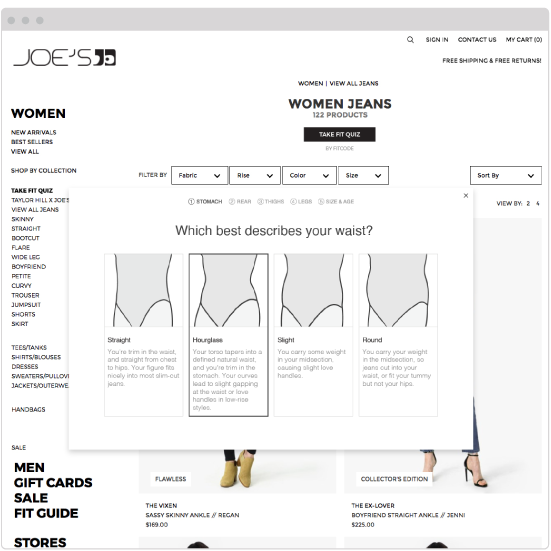 JOE'S
SIGN IN
CONTACT US
MY CART (0)
FREE SHIPPING & FREE RETURNS!
WOMEN | VIEW ALL JEANS
WOMEN JEANS
122 PRODUCTS
TAKE FIT QUIZ
BY FITCODE
WOMEN
NEW ARRIVALS
BEST SELLERS
VIEW ALL
SHOP BY COLLECTION
TAKE FIT QUIZ
TAYLOR HILL X JOE'S
VIEW ALL JEANS
SKINNY
STRAIGHT
BOOTCUT
FLARE
WIDE LEG
BOYFRIEND
PETITE
CURVY
TROUSER
JUMPSUIT
SHORTS
SKIRT
TEES/TANKS
SHIRTS/BLOUSES
DRESSES
SWEATERS/PULLOV
JACKETS/OUTERWE
HANDBAGS
SALE
MEN
GIFT CARDS
SALE
FIT GUIDE
STORES
FILTER BY
Fabric
Rise
Color
Size
Sort By
VIEW BY: 2 4
×
1 STOMACH
2 REAR
3 THIGHS
4 LEGS
5 SIZE & AGE
Which best describes your waist?
Straight
You're trim in the waist,
and straight from chest
to hips. Your figure fits
nicely into most slim-cut
jeans.
Hourglass
Your torso tapers into a
defined natural waist,
and you're trim in the
stomach. Your curves
lead to slight gapping
at the waist or love
handles in low-rise
styles.
Slight
You carry some weight
in your midsection,
causing slight love
handles.
Round
You carry your weight
in the midsection, so
jeans cut into your
waist, or fit your tummy
but not your hips.
FLAWLESS
COLLECTOR'S EDITION
THE VIXEN
SASSY SKINNY ANKLE // REGAN
$169.00
THE EX-LOVER
BOYFRIEND STRAIGHT ANKLE // JENNI
$225.00